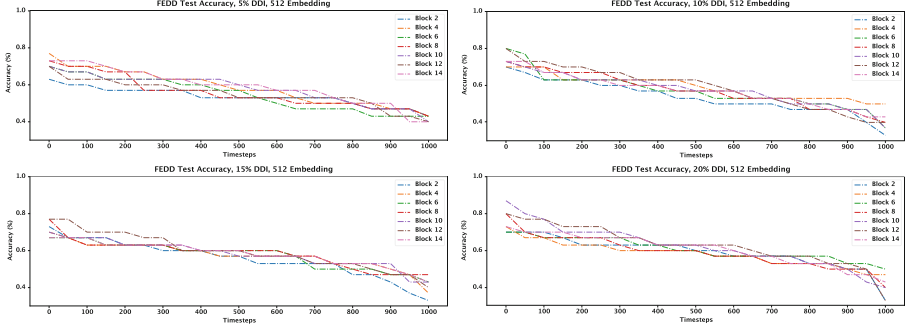 FEDD Test Accuracy, 5% DDI, 512 Embedding
Accuracy (%)
1.0
0.8
0.6
0.4
Block 2
Block 4
Block 6
Block 8
Block 10
Block 12
Block 14
0 100 200 300 400 500 600 700 800 900 1000
Timesteps
FEDD Test Accuracy, 10% DDI, 512 Embedding
Accuracy (%)
1.0
0.8
0.6
0.4
Block 2
Block 4
Block 6
Block 8
Block 10
Block 12
Block 14
0 100 200 300 400 500 600 700 800 900 1000
Timesteps
FEDD Test Accuracy, 15% DDI, 512 Embedding
Accuracy (%)
1.0
0.8
0.6
0.4
Block 2
Block 4
Block 6
Block 8
Block 10
Block 12
Block 14
0 100 200 300 400 500 600 700 800 900 1000
Timesteps
FEDD Test Accuracy, 20% DDI, 512 Embedding
Accuracy (%)
1.0
0.8
0.6
0.4
Block 2
Block 4
Block 6
Block 8
Block 10
Block 12
Block 14
0 100 200 300 400 500 600 700 800 900 1000
Timesteps